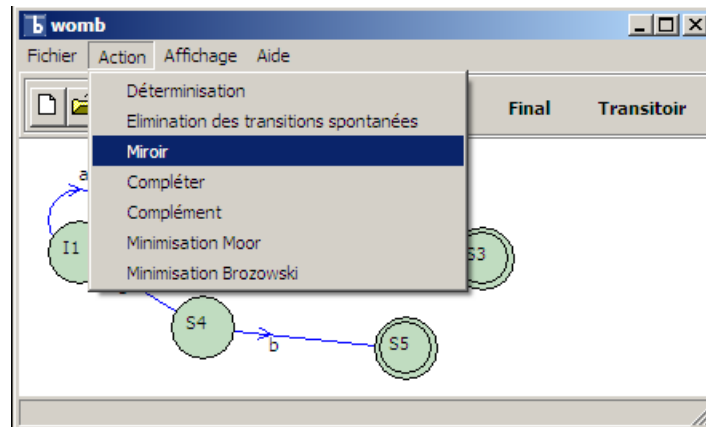 womb
Fichier Action Affichage Aide
Déterminisation
Elimination des transitions spontanées
Miroir
Compléter
Complément
Minimisation Moor
Minimisation Brozowski
Final Transitoir
a
I1
S3
S4
b
S5